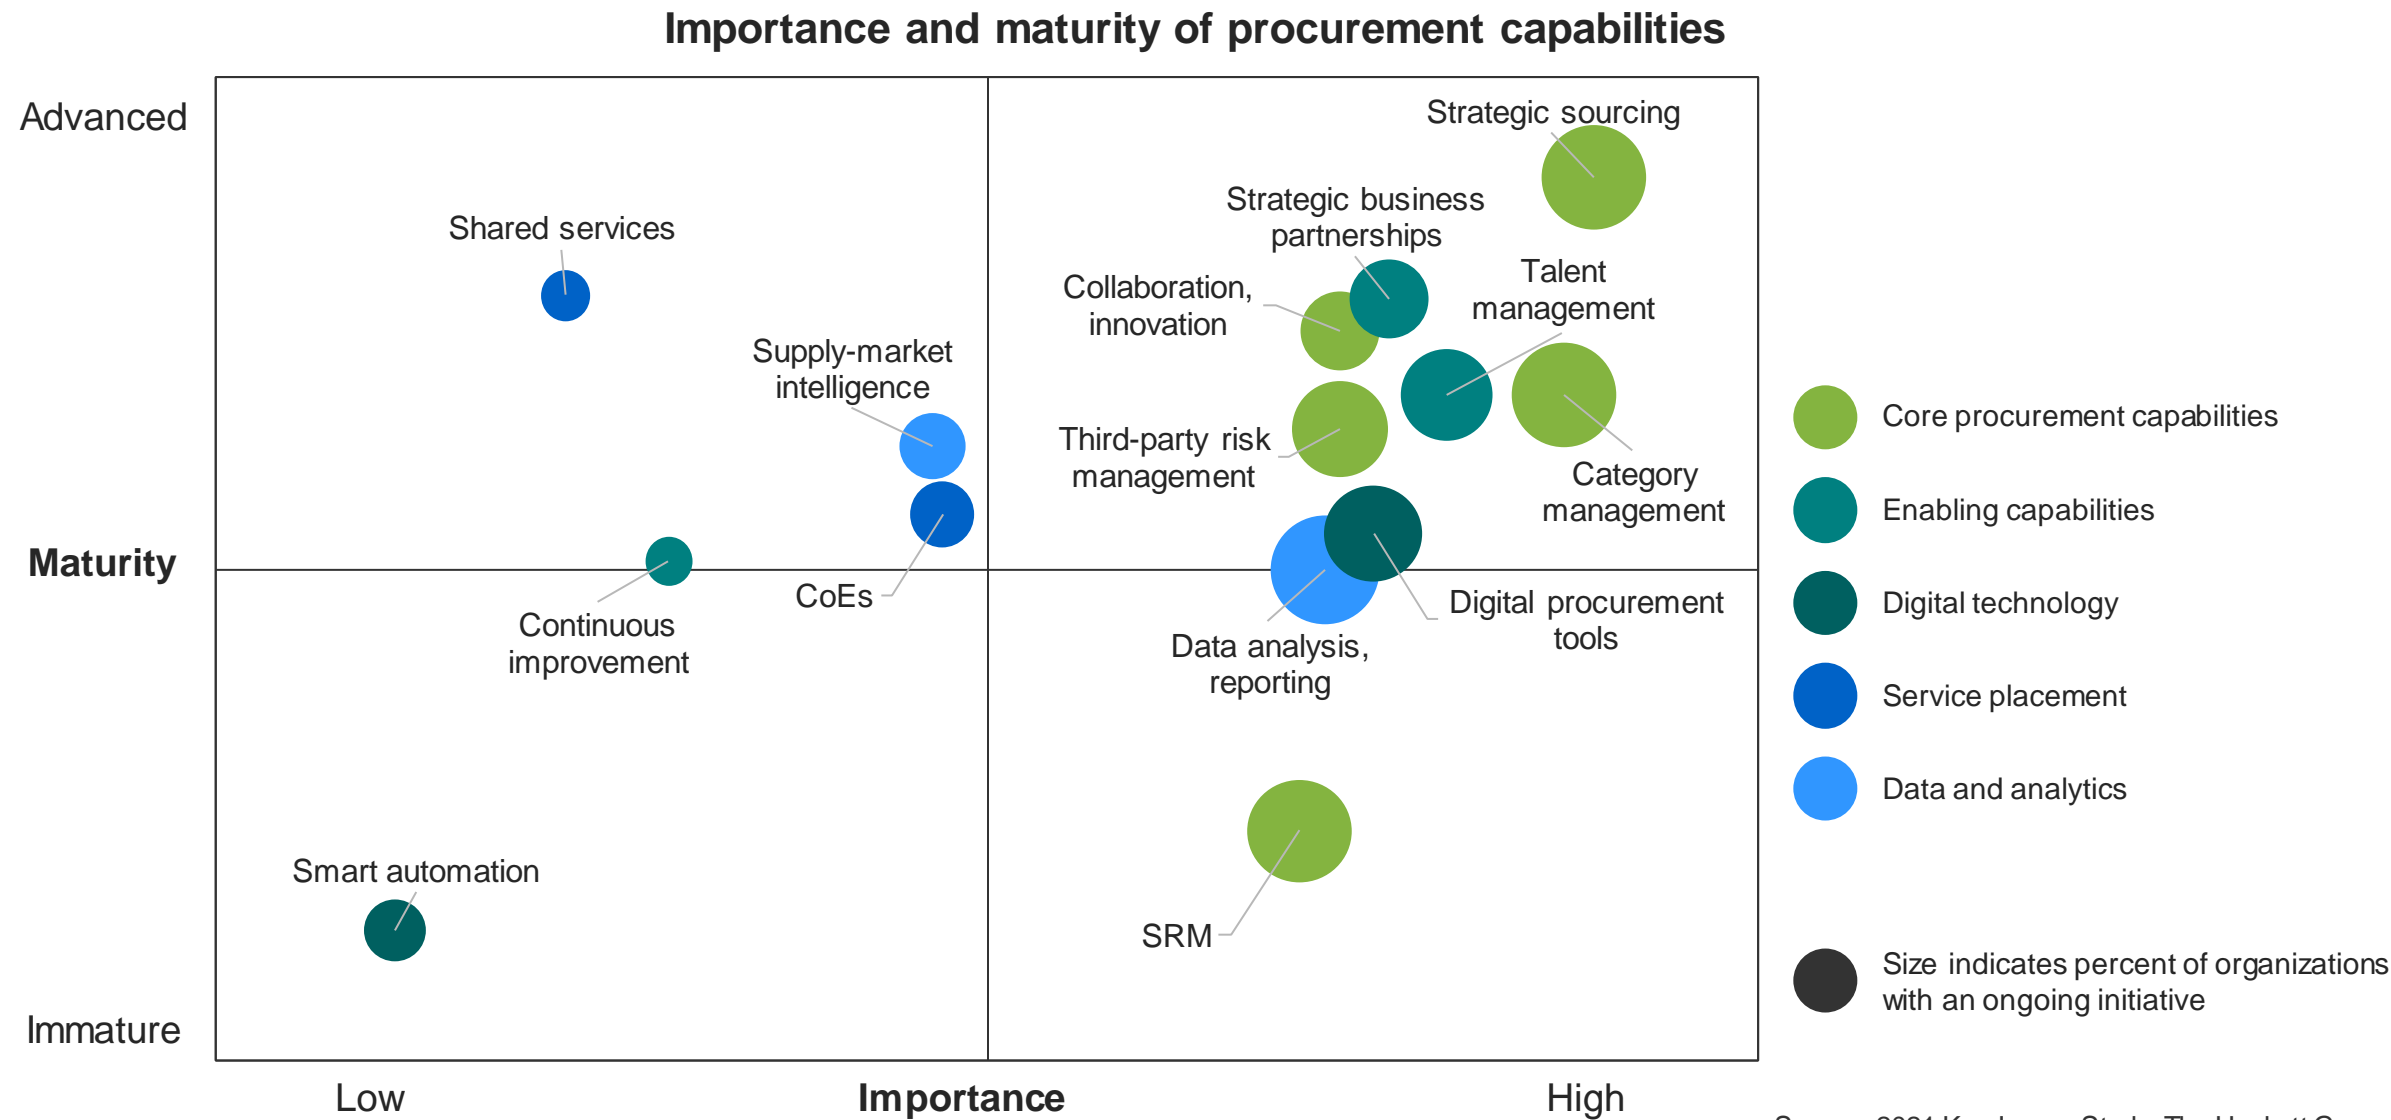 Importance and maturity of procurement capabilities
Advanced
Strategic sourcing
Strategic business
partnerships
Shared services
Talent
management
Collaboration,
innovation
Supply-market
intelligence
Third-party risk
management
Category
management
Maturity
CoEs
Continuous
improvement
Digital procurement
tools
Data analysis,
reporting
Smart automation
SRM
Immature
Low
Importance
High
Core procurement capabilities
Enabling capabilities
Digital technology
Service placement
Data and analytics
Size indicates percent of organizations
with an ongoing initiative